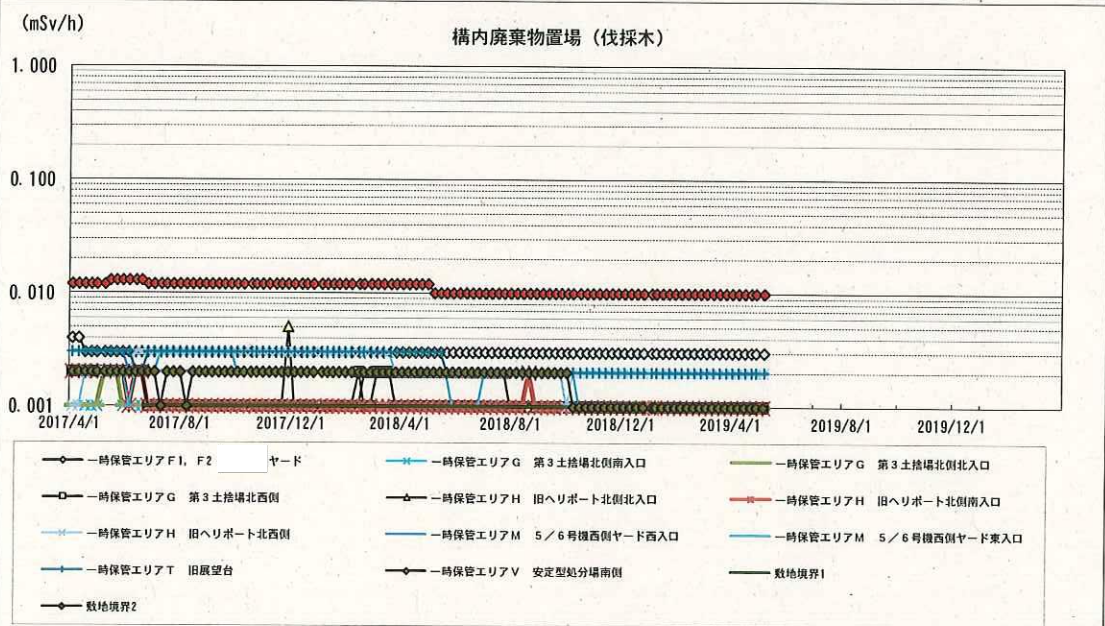 (mSv/h)
構内廃棄物置場（伐採木）
1.000
0.100
0.010
0.001
2017/4/1 2017/8/1 2017/12/1 2018/4/1 2018/8/1 2018/12/1 2019/4/1 2019/8/1 2019/12/1
一時保管エリアF1, F2 ヤード 一時保管エリアG 第3土捨場北側南入口 一時保管エリアG 第3土捨場北側北入口
一時保管エリアG 第3土捨場北西側 一時保管エリアH 旧ヘリポート北側北入口 一時保管エリアH 旧ヘリポート北側南入口
一時保管エリアH 旧ヘリポート北西側 一時保管エリアM 5／6号機西側ヤード西入口 一時保管エリアM 5／6号機西側ヤード東入口
一時保管エリアT 旧展望台 一時保管エリアV 安定型処分場南側 敷地境界1
敷地境界2